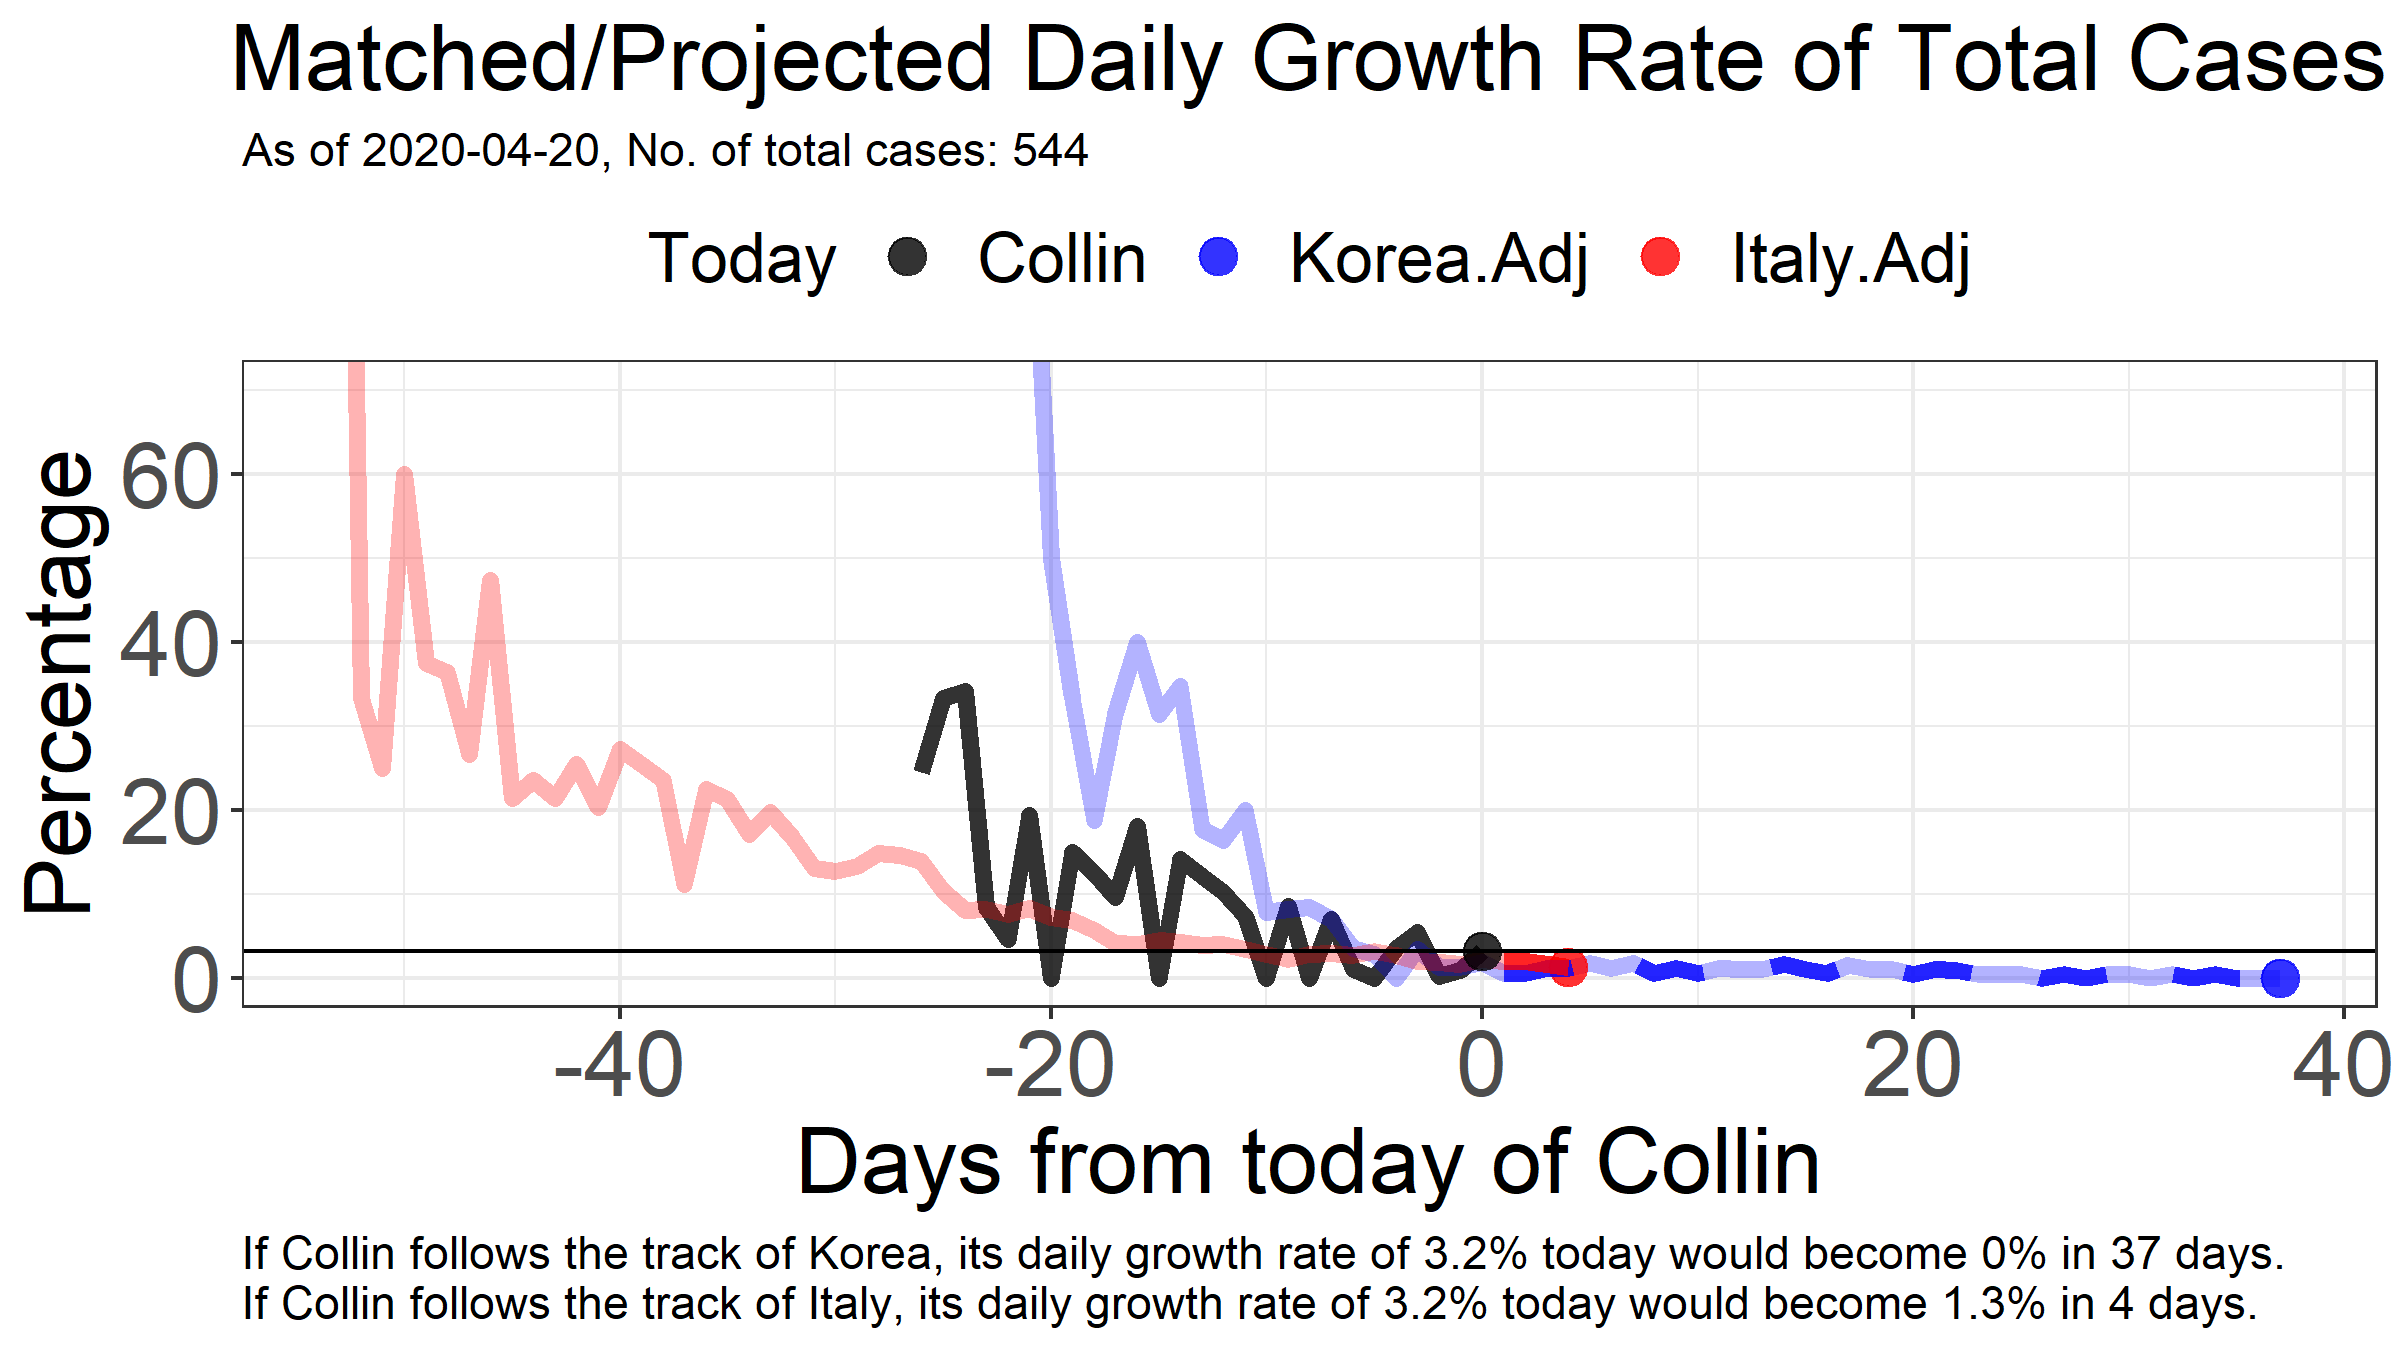 Matched/Projected Daily Growth Rate of Total Cases
As of 2020-04-20, No. of total cases: 544
Today Collin Korea.Adj Italy.Adj
Percentage
60
40
20
0
-40 -20 0 20 40
Days from today of Collin
If Collin follows the track of Korea, its daily growth rate of 3.2% today would become 0% in 37 days.
If Collin follows the track of Italy, its daily growth rate of 3.2% today would become 1.3% in 4 days.